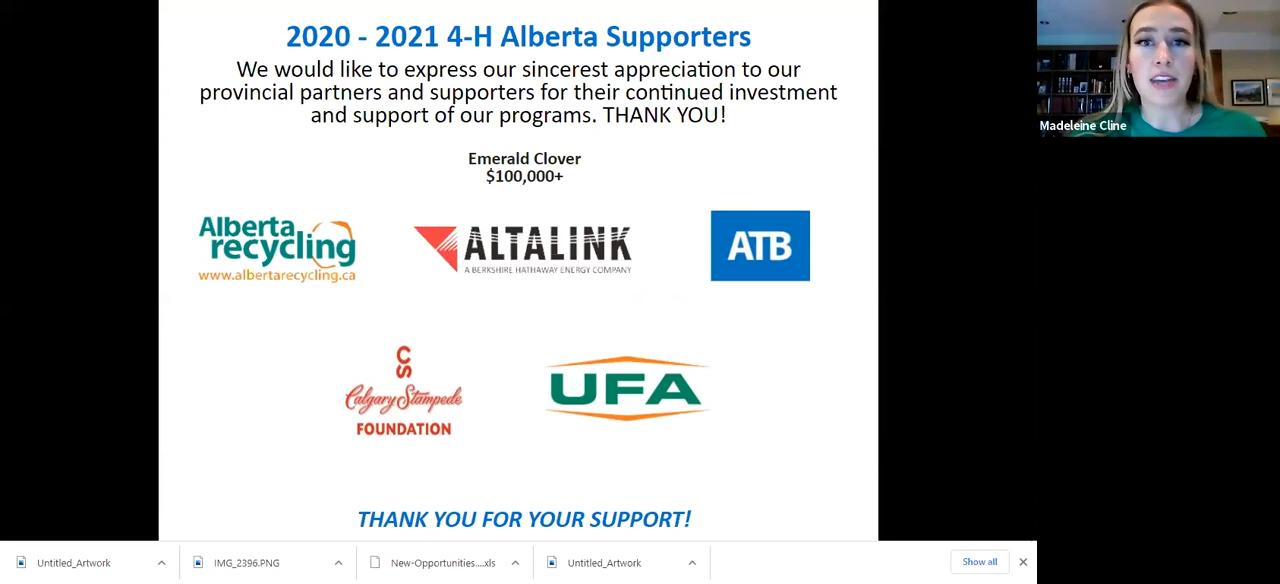 2020 - 2021 4-H Alberta Supporters
We would like to express our sincerest appreciation to our
provincial partners and supporters for their continued investment
and support of our programs. THANK YOU!
Emerald Clover
$100,000+
Alberta
recycling
www.albertarecycling.ca
ALTALINK
A BERKSHIRE HATHAWAY ENERGY COMPANY
ATB
SC
Calgary Stampede
FOUNDATION
UFA
THANK YOU FOR YOUR SUPPORT!
Madeleine Cline
Untitled_Artwork
IMG_2396.PNG
New-Opportunities....xls
Untitled_Artwork
Show all